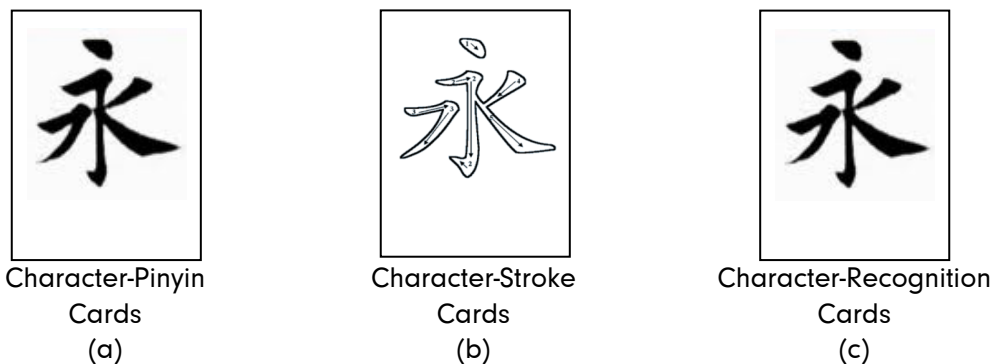 永
永
永
Character-Pinyin
Cards
(a)
Character-Stroke
Cards
(b)
Character-Recognition
Cards
(c)